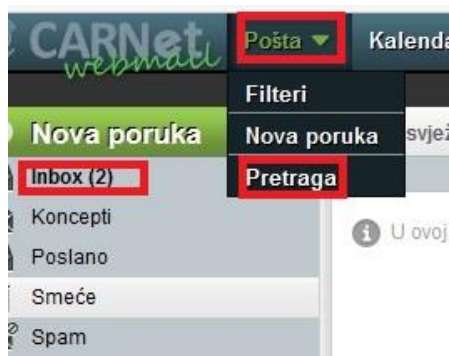 CARNet Pošta Kalenda
webmail
Filteri
Nova poruka
Nova poruka
svjež
Inbox (2)
Pretraga
Koncepti
U ovoj
Poslano
Smeće
Spam